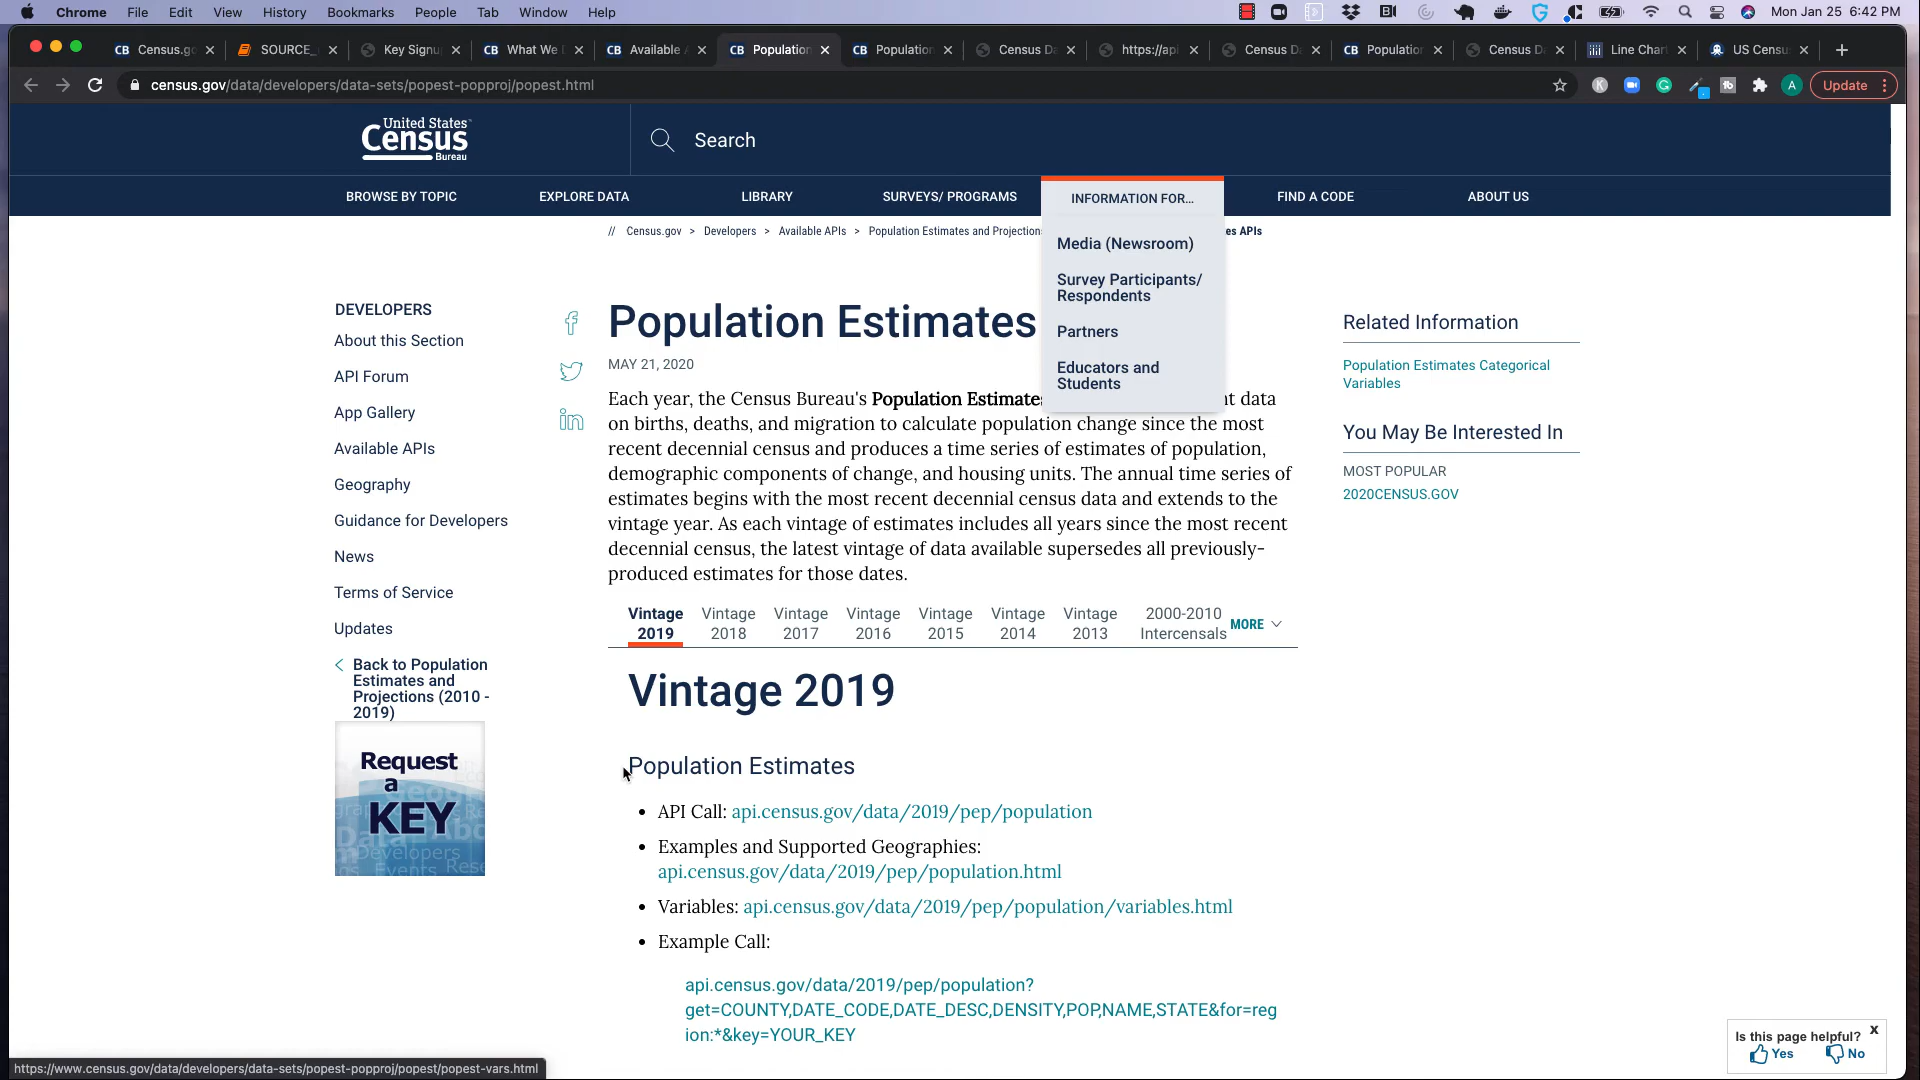 Chrome File Edit View History Bookmarks People Tab Window Help
Mon Jan 25 6:42 PM
CB Census.go SOURCE_ Key Signu CB What We CB Available CB Population CB Population Census Da https://api Census D CB Population Census D Line Chart US Censu
census.gov/data/developers/data-sets/popest-popproj/popest.html
Update
United States
Census
Bureau
Search
BROWSE BY TOPIC EXPLORE DATA LIBRARY SURVEYS/ PROGRAMS INFORMATION FOR... FIND A CODE ABOUT US
// Census.gov > Developers > Available APIs > Population Estimates and Projection es APIs
Media (Newsroom)
Survey Participants/
Respondents
Partners
Educators and
Students
DEVELOPERS
About this Section
API Forum
App Gallery
Available APIs
Geography
Guidance for Developers
News
Terms of Service
Updates
Back to Population
Estimates and
Projections (2010 -
2019)
Request
a
KEY
Population Estimates
MAY 21, 2020
Each year, the Census Bureau's Population Estimates t data
on births, deaths, and migration to calculate population change since the most
recent decennial census and produces a time series of estimates of population,
demographic components of change, and housing units. The annual time series of
estimates begins with the most recent decennial census data and extends to the
vintage year. As each vintage of estimates includes all years since the most recent
decennial census, the latest vintage of data available supersedes all previously-
produced estimates for those dates.
Vintage Vintage Vintage Vintage Vintage Vintage Vintage 2000-2010
2019 2018 2017 2016 2015 2014 2013 Intercensals
MORE
Vintage 2019
Population Estimates
• API Call: api.census.gov/data/2019/pep/population
• Examples and Supported Geographies:
api.census.gov/data/2019/pep/population.html
• Variables: api.census.gov/data/2019/pep/population/variables.html
• Example Call:
api.census.gov/data/2019/pep/population?
get=COUNTY,DATE_CODE,DATE_DESC,DENSITY,POP,NAME,STATE&for=reg
ion:*&key=YOUR_KEY
Related Information
Population Estimates Categorical
Variables
You May Be Interested In
MOST POPULAR
2020CENSUS.GOV
Is this page helpful? x
Yes No
https://www.census.gov/data/developers/data-sets/popest-popproj/popest/popest-vars.html